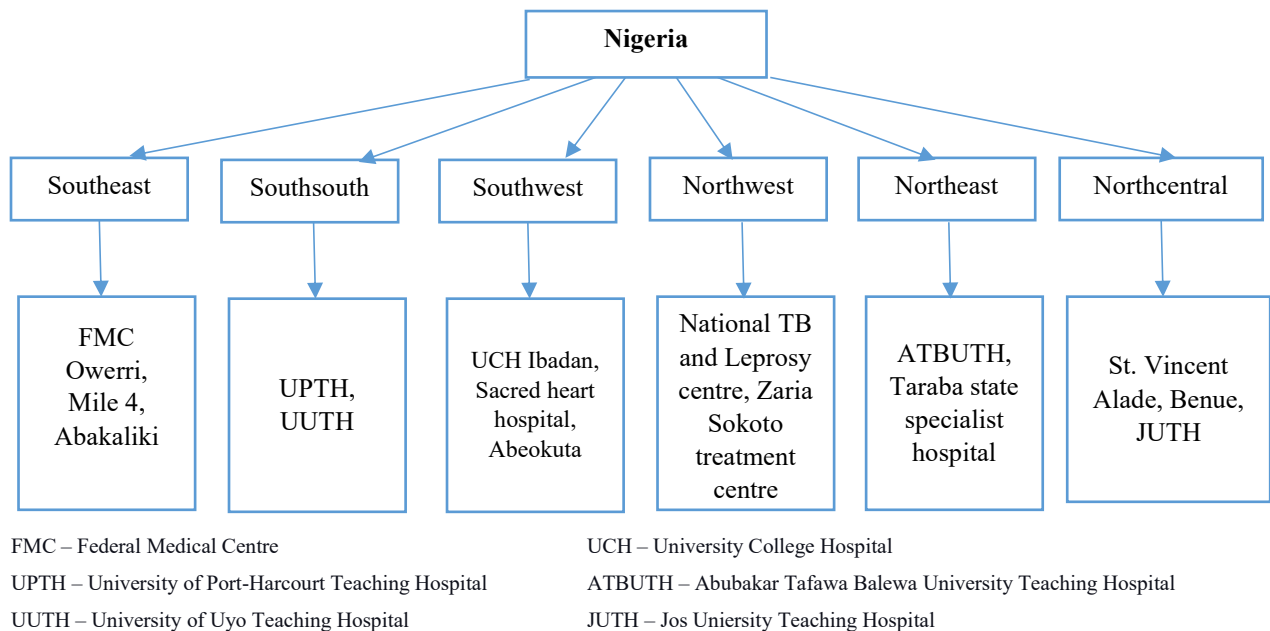 Nigeria
Southeast
Southsouth
Southwest
Northwest
Northeast
Northcentral
FMC
Owerri,
Mile 4,
Abakaliki
UPTH,
UUTH
UCH Ibadan,
Sacred heart
hospital,
Abeokuta
National TB
and Leprosy
centre, Zaria
Sokoto
treatment
centre
ATBUTH,
Taraba state
specialist
hospital
St. Vincent
Alade, Benue,
JUTH
FMC – Federal Medical Centre
UCH – University College Hospital
UPTH – University of Port-Harcourt Teaching Hospital
ATBUTH – Abubakar Tafawa Balewa University Teaching Hospital
UUTH – University of Uyo Teaching Hospital
JUTH – Jos Uniersity Teaching Hospital